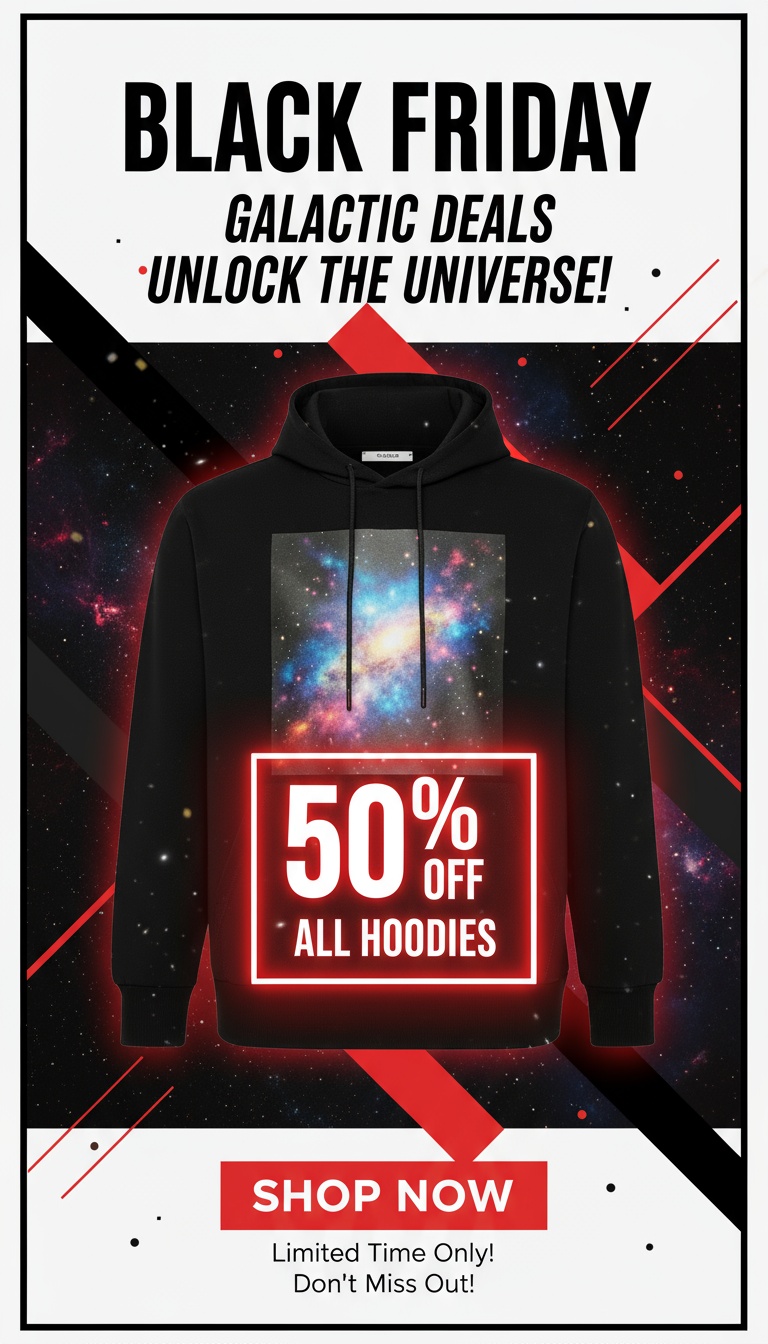 BLACK FRIDAY
GALACTIC DEALS
UNLOCK THE UNIVERSE!
50%
OFF
ALL HOODIES
SHOP NOW
Limited Time Only!
Don't Miss Out!